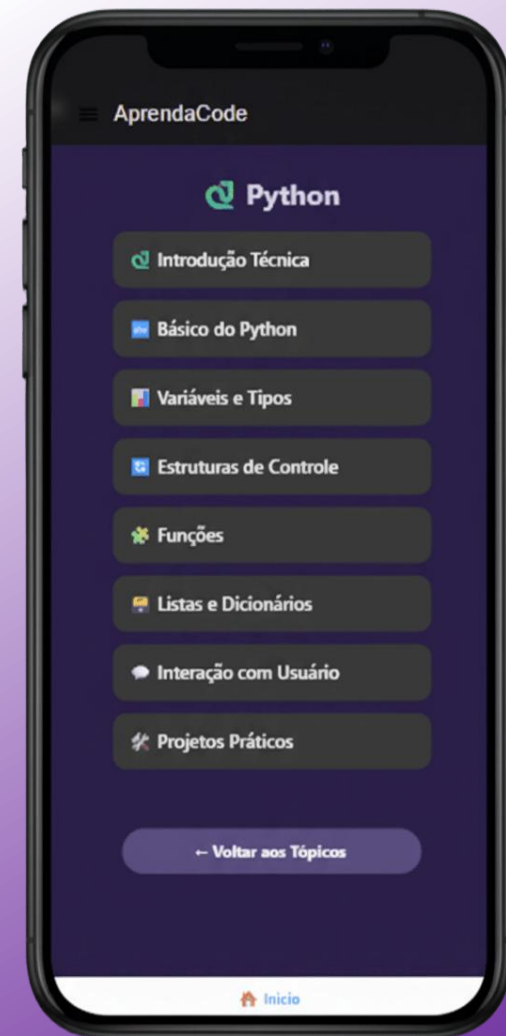 AprendaCode
Python
Introdução Técnica
Básico do Python
Variáveis e Tipos
Estruturas de Controle
Funções
Listas e Dicionários
Interação com Usuário
Projetos Práticos
← Voltar aos Tópicos
Inicio